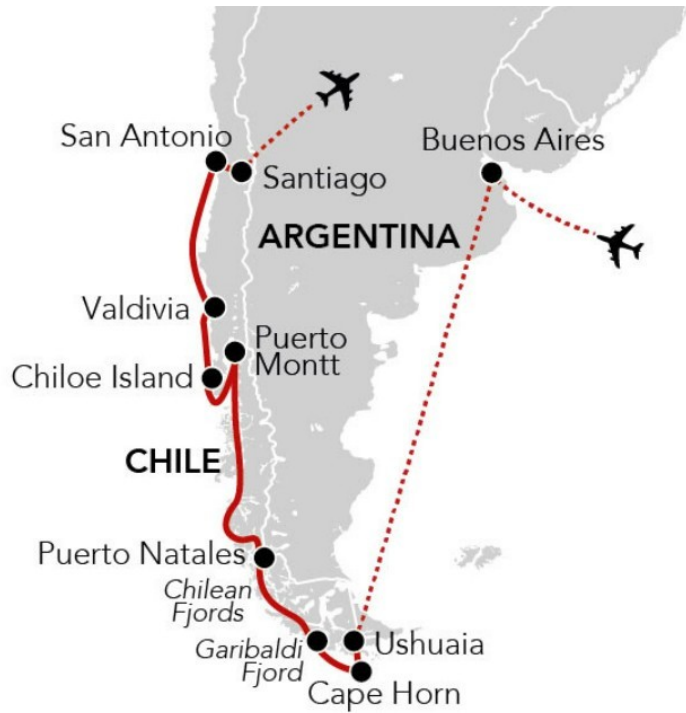 San Antonio
Buenos Aires
Santiago
ARGENTINA
Valdivia
Puerto
Montt
Chiloe Island
CHILE
Puerto Natales
Chilean
Fjords
Garibaldi
Fjord
Ushuaia
Cape Horn